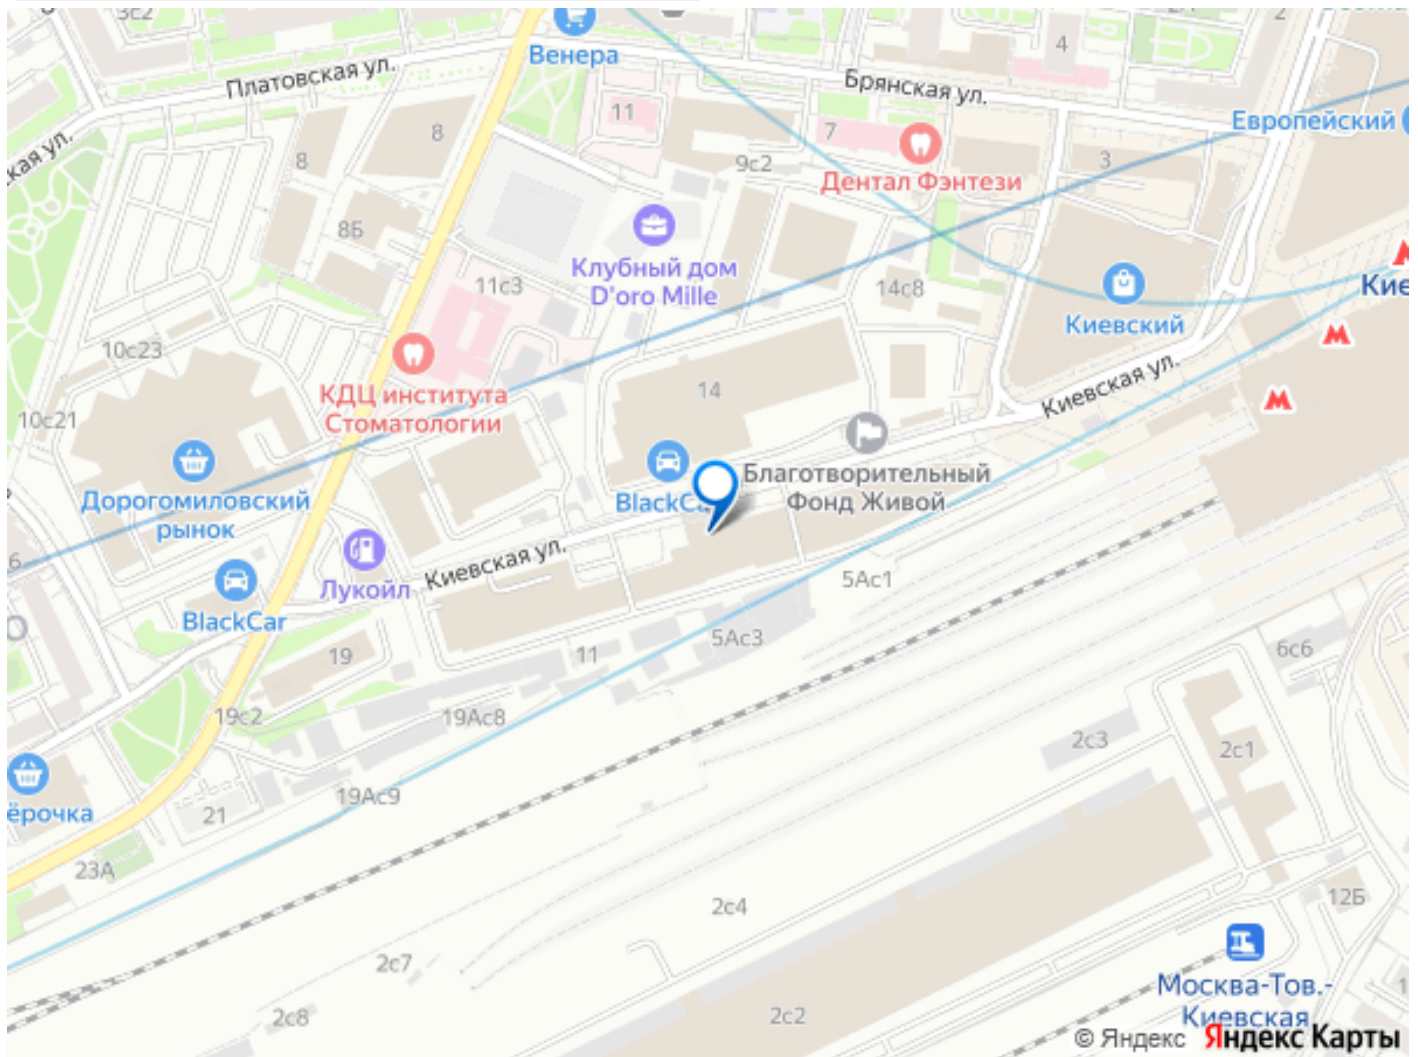 3с2
Венера
4
2
Платовская ул.
Брянская ул.
Европейский
11
7
8
8
9с2
3
Дентал Фэнтези
8Б
Клубный дом
D'oro Mille
11с3
14с8
Киевский
10с23
КДЦ института
Стоматологии
14
Киевская ул.
10с21
Дорогомиловский
рынок
BlackCar
Благотворительный
Фонд Живой
Киевская ул.
Лукойл
5Ас1
BlackCar
5Ас3
19
11
6с6
19с2
19Ас8
2с3
2с1
19Ас9
21
23А
12Б
2с4
2с7
Москва-Тов.-
Киевская
2с8
2с2
© Яндекс Яндекс Карты